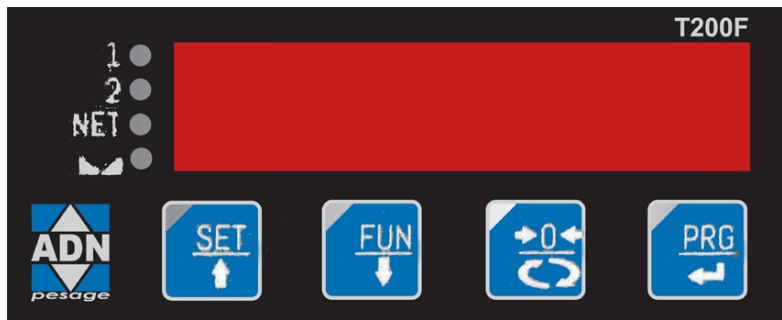 T200F
1
2
NET
SET
FUN
0
PRG
ADN
pesage